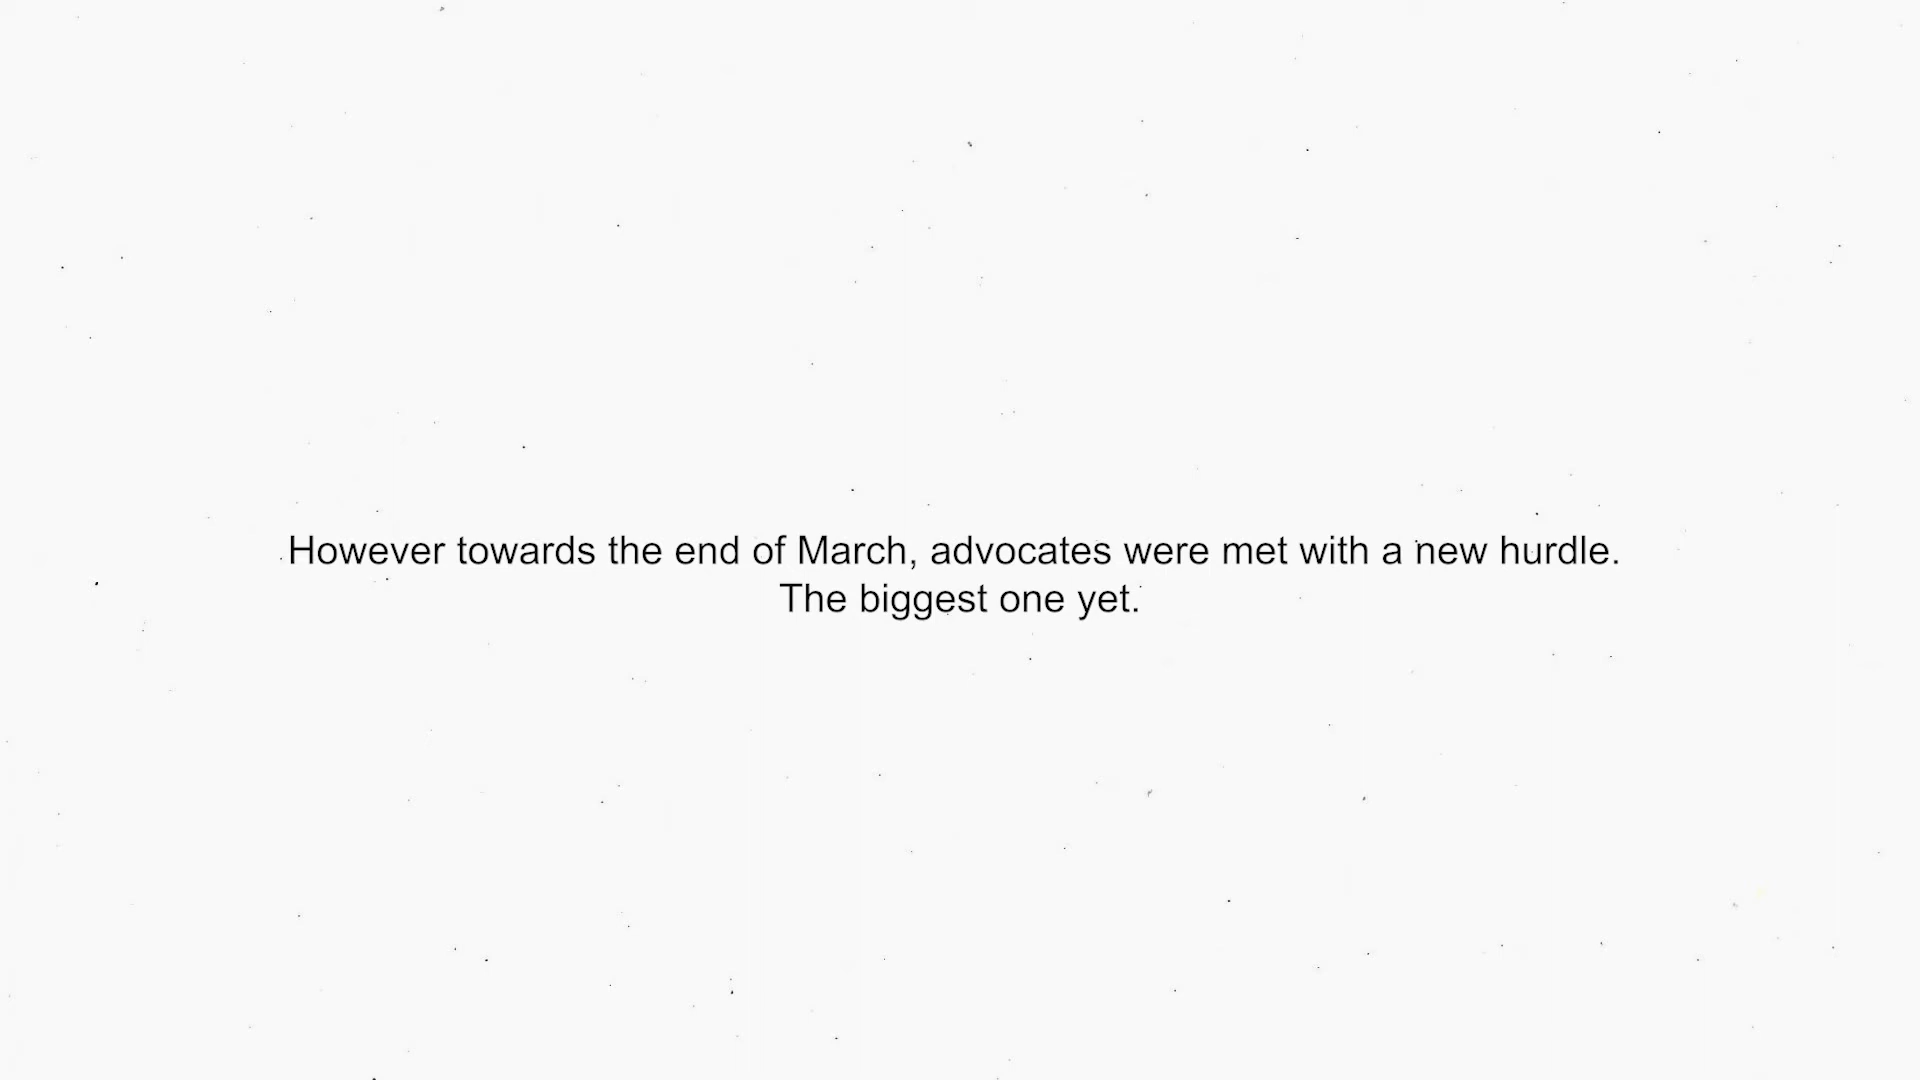 However towards the end of March, advocates were met with a new hurdle.
The biggest one yet.